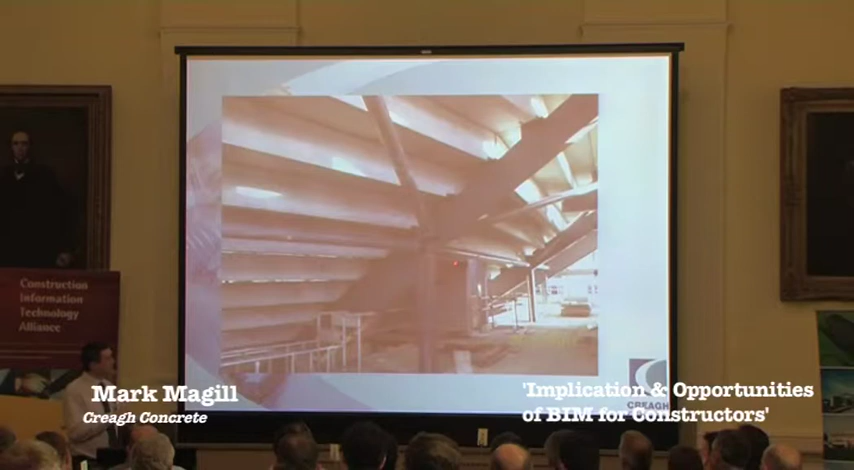 Construction
Information
Technology
Alliance
Mark Magill
Creagh Concrete
'Implication & Opportunities
of BIM for Constructors'
CREAGH